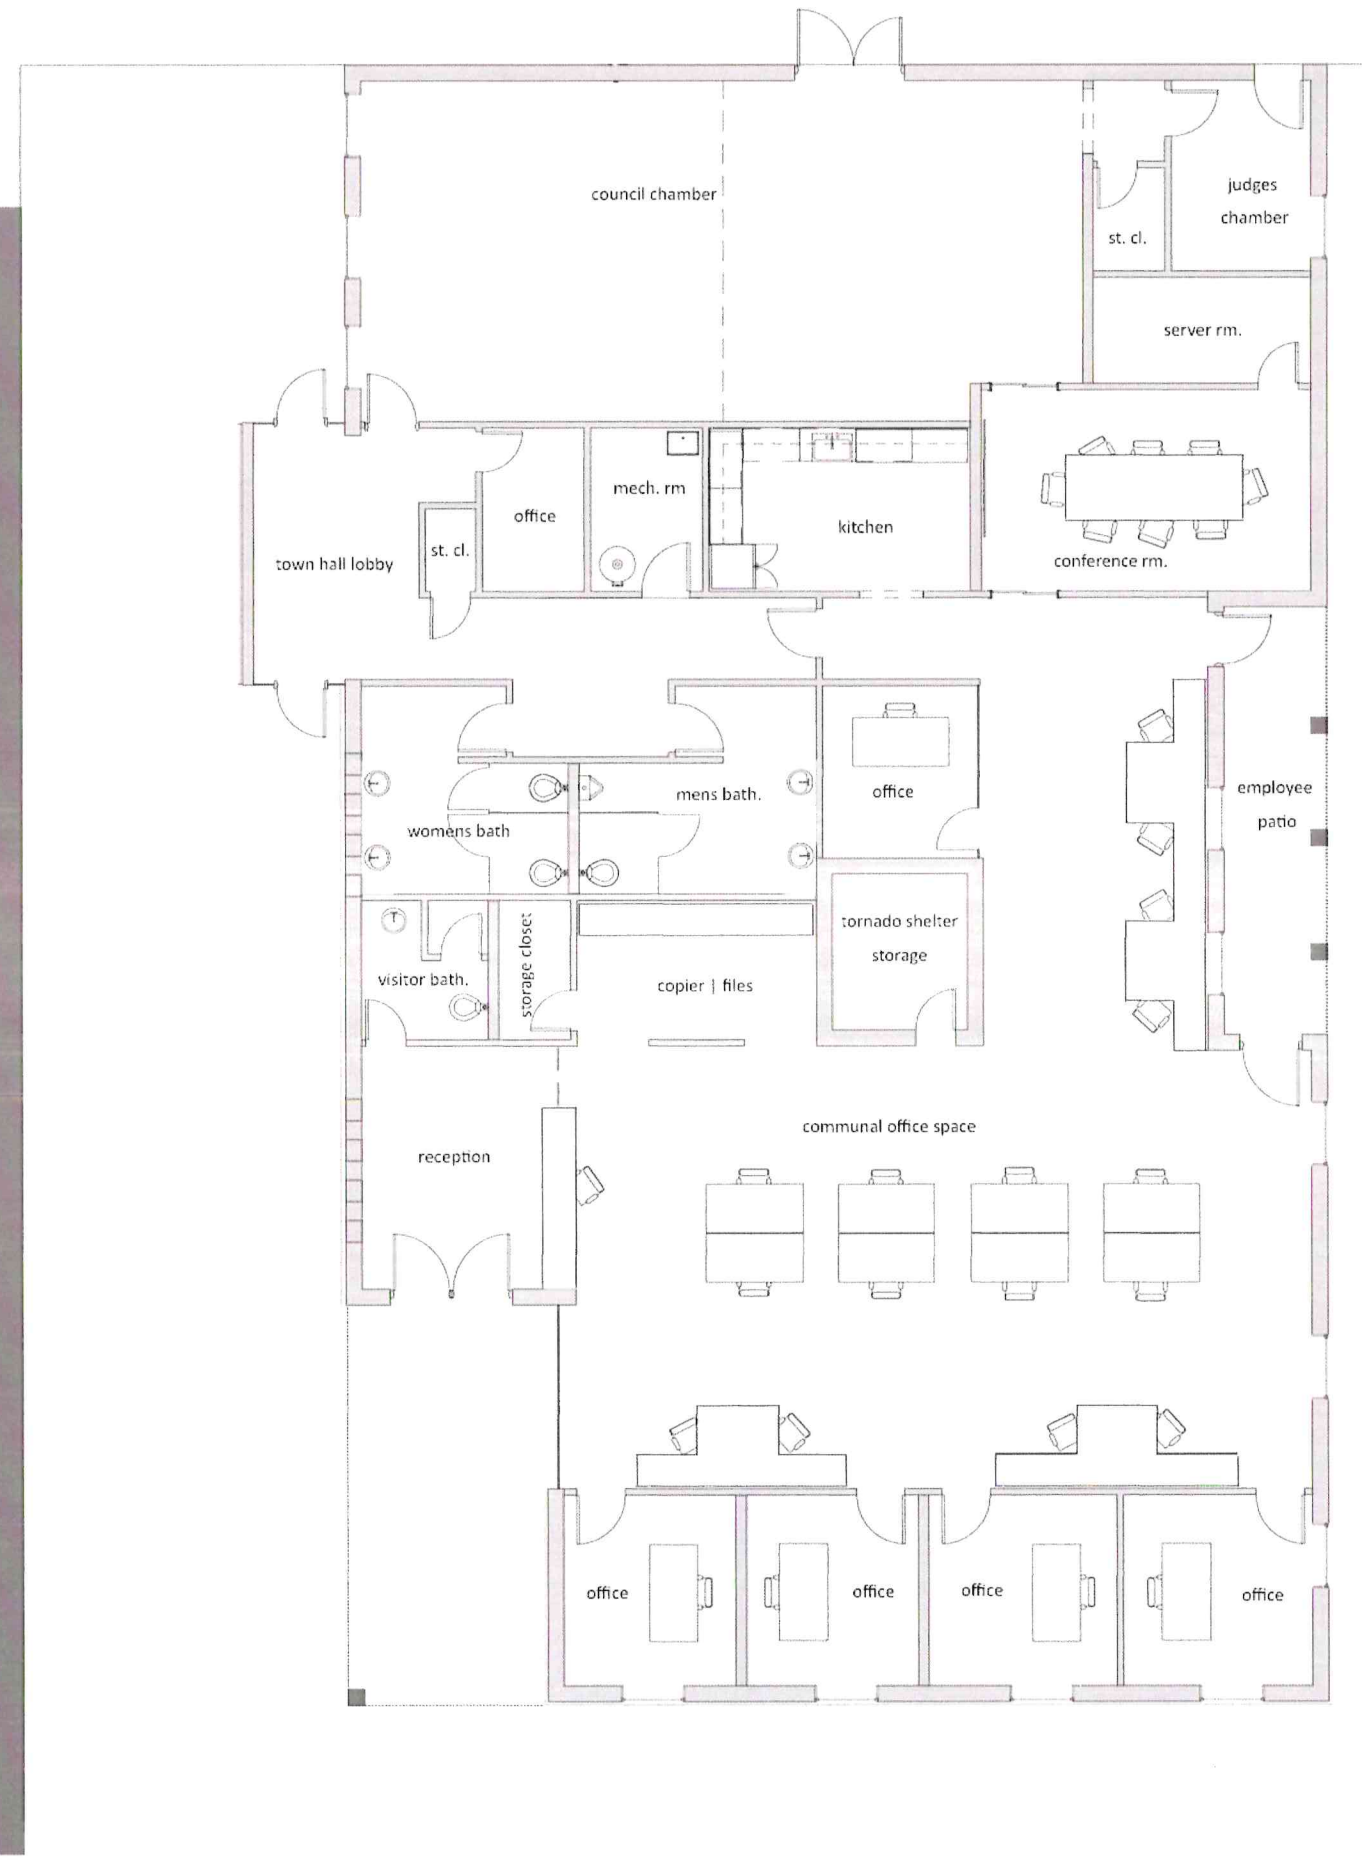 council chamber
judges
chamber
st. cl.
server rm.
mech. rm
office
kitchen
st. cl.
town hall lobby
conference rm.
office
employee
patio
mens bath.
womens bath
tornado shelter
storage
storage closet
visitor bath.
copier | files
communal office space
reception
office
office
office
office